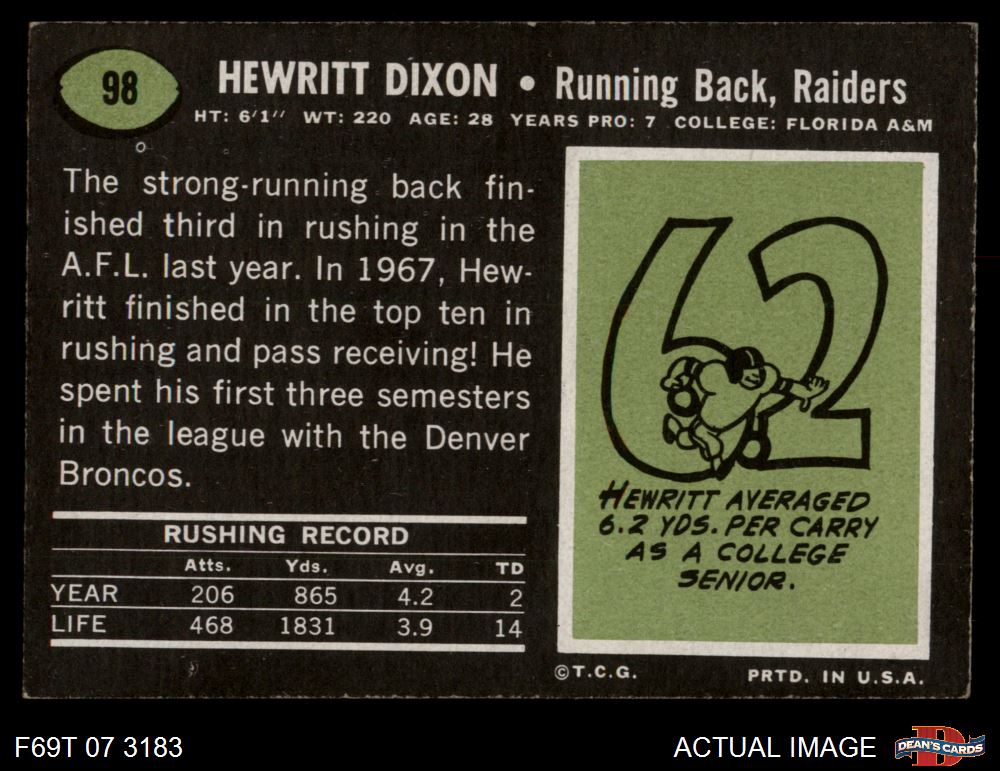 98
HEWRITT DIXON • Running Back, Raiders
HT: 6'1" WT: 220 AGE: 28 YEARS PRO: 7 COLLEGE: FLORIDA A&M
The strong-running back fin-
ished third in rushing in the
A.F.L. last year. In 1967, Hew-
ritt finished in the top ten in
rushing and pass receiving! He
spent his first three semesters
in the league with the Denver
Broncos.
RUSHING RECORD
Atts. Yds. Avg. TD
YEAR 206 865 4.2 2
LIFE 468 1831 3.9 14
6.2
HEWRITT AVERAGED
6.2 YDS. PER CARRY
AS A COLLEGE
SENIOR.
©T.C.G. PRTD. IN U.S.A.
F69T 07 3183
ACTUAL IMAGE
D
DEAN'S CARDS